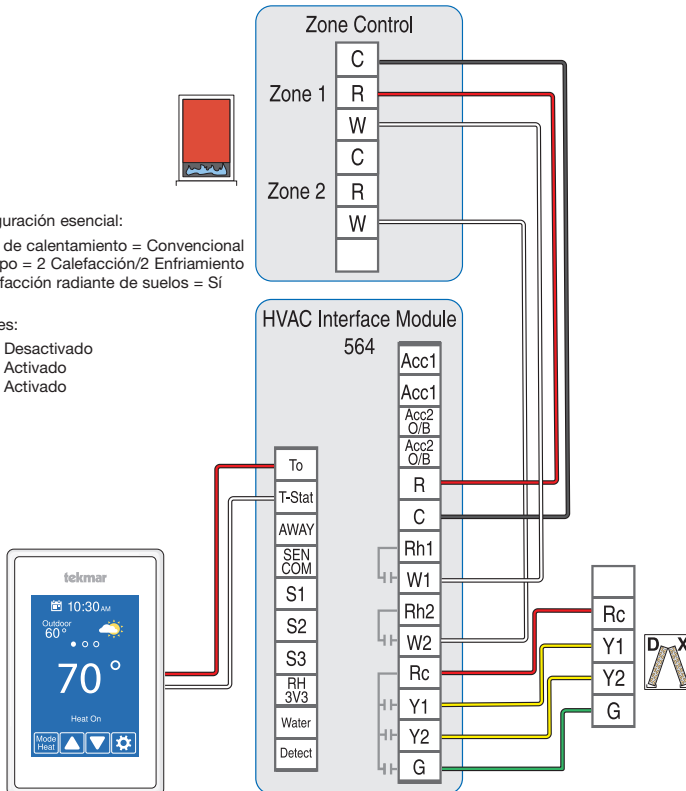 Zone Control
C
Zone 1 R
W
C
Zone 2 R
W
guración esencial:
de calentamiento = Convencional
po = 2 Calefacción/2 Enfriamiento
facción radiante de suelos = Sí
es:
Desactivado
Activado
Activado
HVAC Interface Module
564
Acc1
Acc1
Acc2
O/B
Acc2
O/B
R
C
Rh1
W1
Rh2
W2
Rc
Y1
Y2
G
To
T-Stat
AWAY
SEN
COM
S1
S2
S3
RH
3V3
Water
Detect
tekmar
10:30 AM
Outdoor
60°
70°
Heat On
Mode
Heat
Rc
Y1
Y2
G
D X